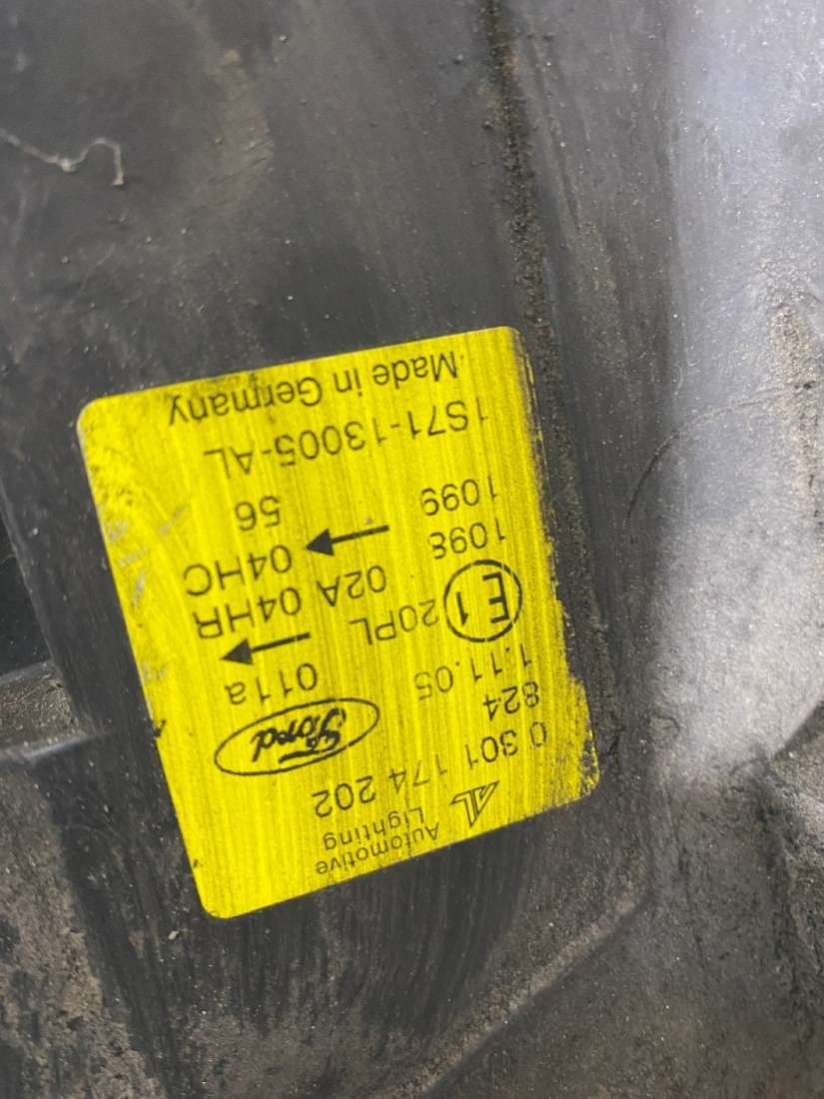 Automotive
Lighting
0 301 174 202
824
Ford
1.11.05
011a
E1 20PL 02A 04HR
1098 04HC
1099 56
1S71-13005-AL
Made in Germany